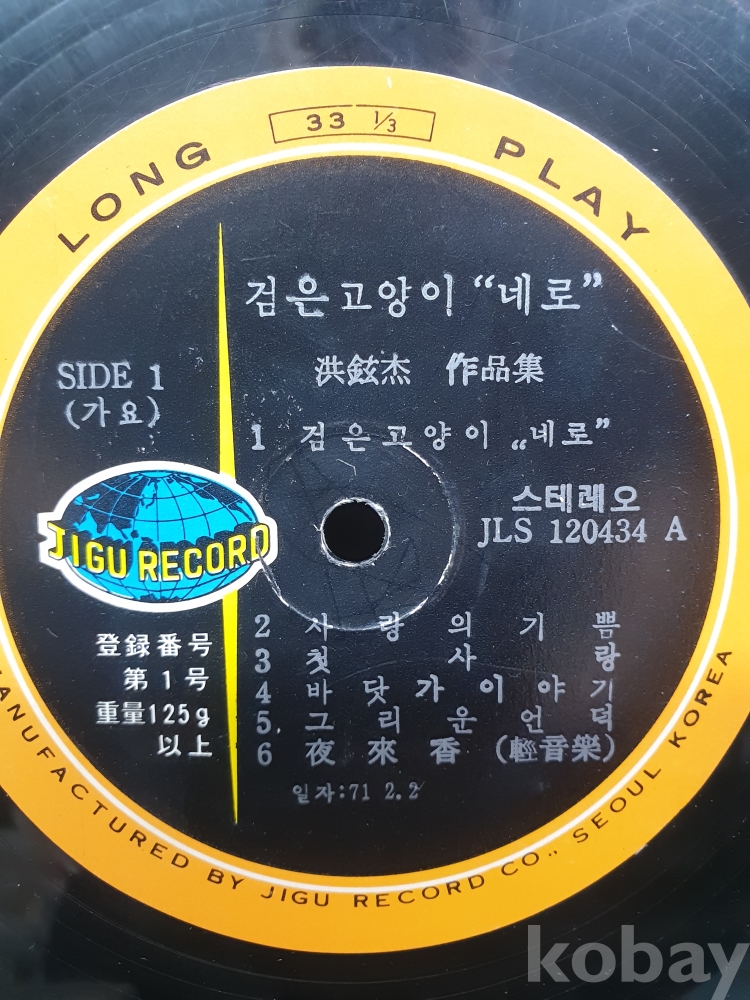 LONG 33 1/3 PLAY
검은고양이 "네로"
洪鉉杰 作品集
SIDE 1
(가요)
1 검은고양이 „네로"
스테레오
JLS 120434 A
JIGU RECORD
登録番号
第1号
重量125g
以上
2 사랑의기쁨
3 첫사랑
4 바닷가이야기
5. 그리운언덕
6 夜來香 (輕音樂)
일자:71 2.2
MANUFACTURED BY JIGU RECORD CO., SEOUL KOREA
kobay